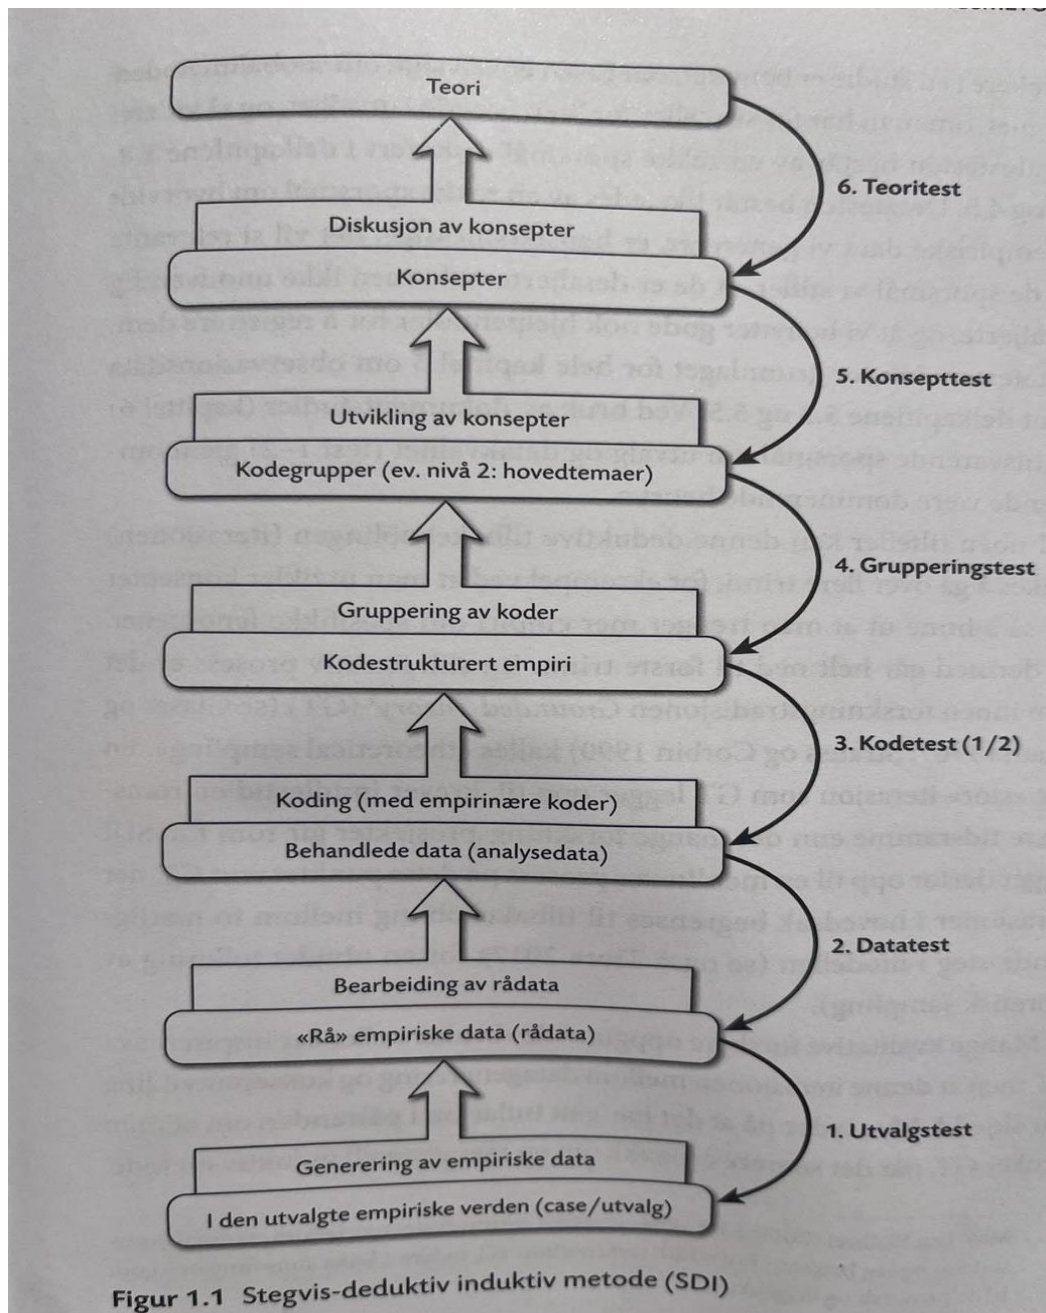 Teori
6. Teoritest
Diskusjon av konsepter
Konsepter
5. Konsepttest
Utvikling av konsepter
Kodegrupper (ev. nivå 2: hovedtemaer)
4. Grupperingstest
Gruppering av koder
Kodestrukturert empiri
3. Kodetest (1/2)
Koding (med empirinære koder)
Behandlede data (analysedata)
2. Datatest
Bearbeiding av rådata
«Rå» empiriske data (rådata)
1. Utvalgstest
Generering av empiriske data
I den utvalgte empiriske verden (case/utvalg)
Figur 1.1 Stegvis-deduktiv induktiv metode (SDI)